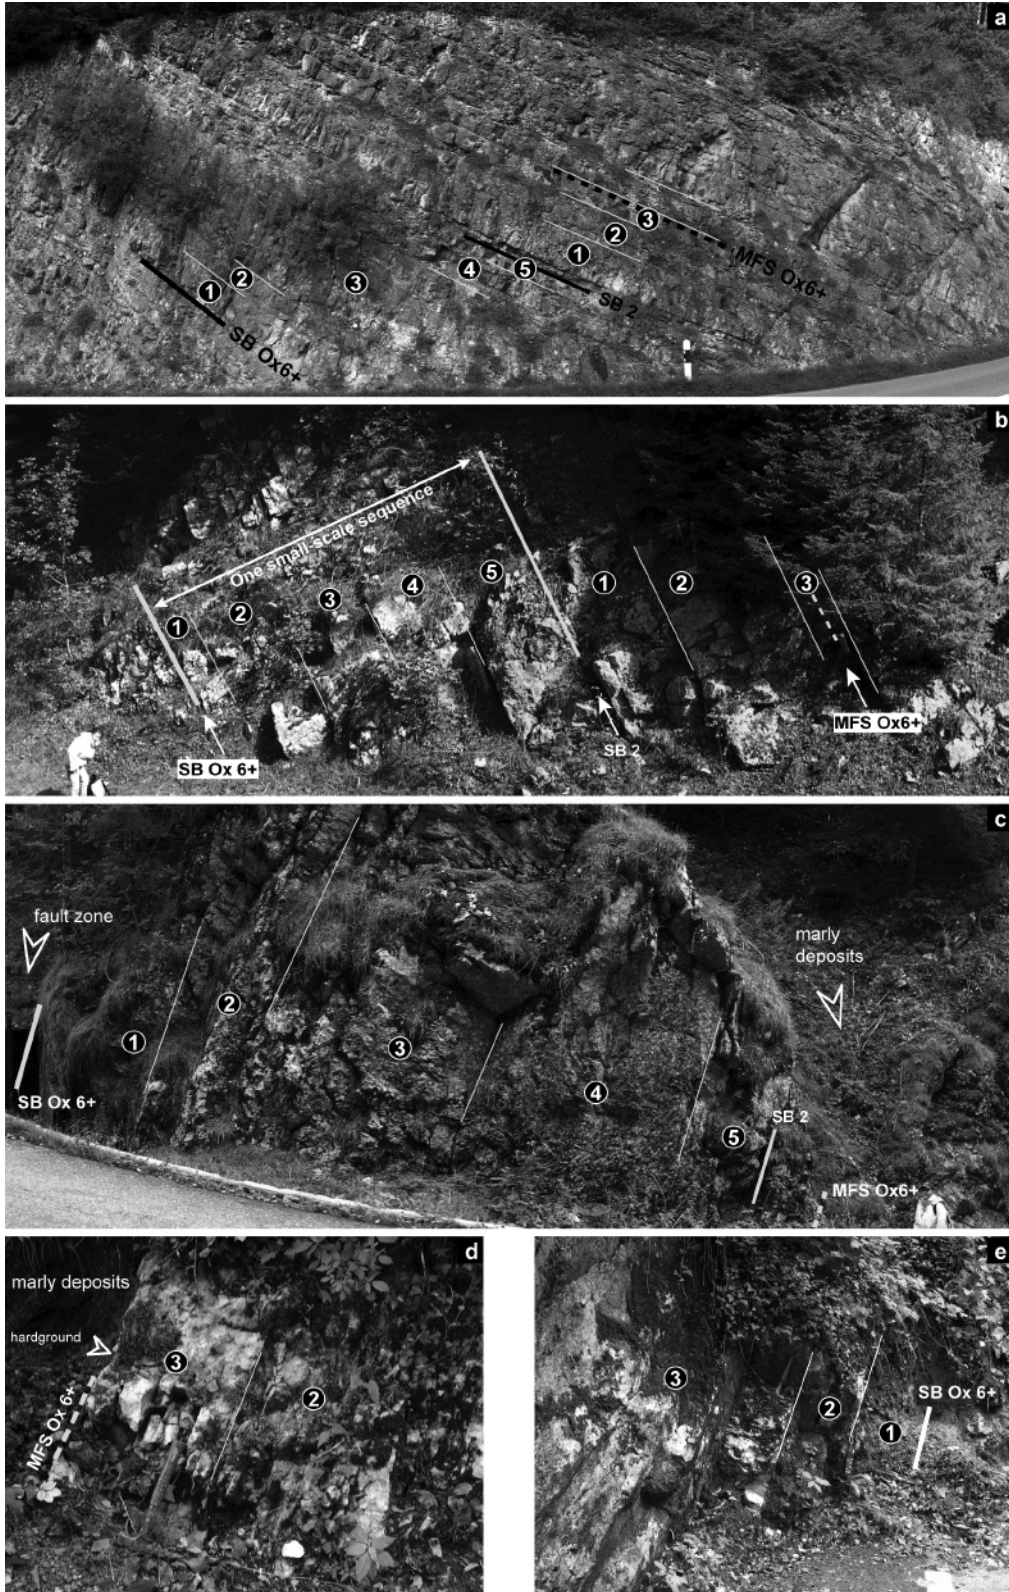 a
3
2
1
MFS Ox6+
4
5
SB 2
1
2
3
SB Ox6+
b
One small-scale sequence
1
2
3
4
5
1
2
3
SB Ox 6+
SB 2
MFS Ox6+
c
fault zone
marly
deposits
1
2
3
4
5
SB Ox 6+
SB 2
MFS Ox6+
d
marly deposits
hardground
3
2
MFS Ox 6+
e
3
2
1
SB Ox 6+